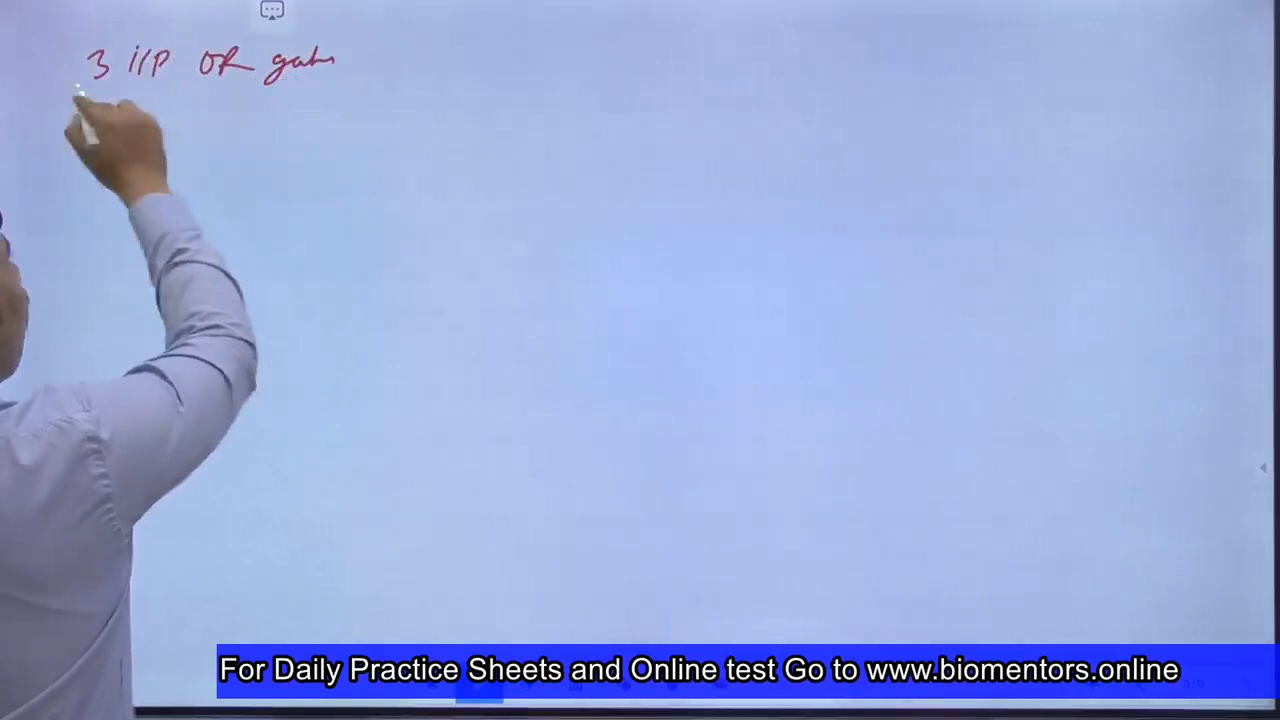 3 i/p OR gate
For Daily Practice Sheets and Online test Go to www.biomentors.online